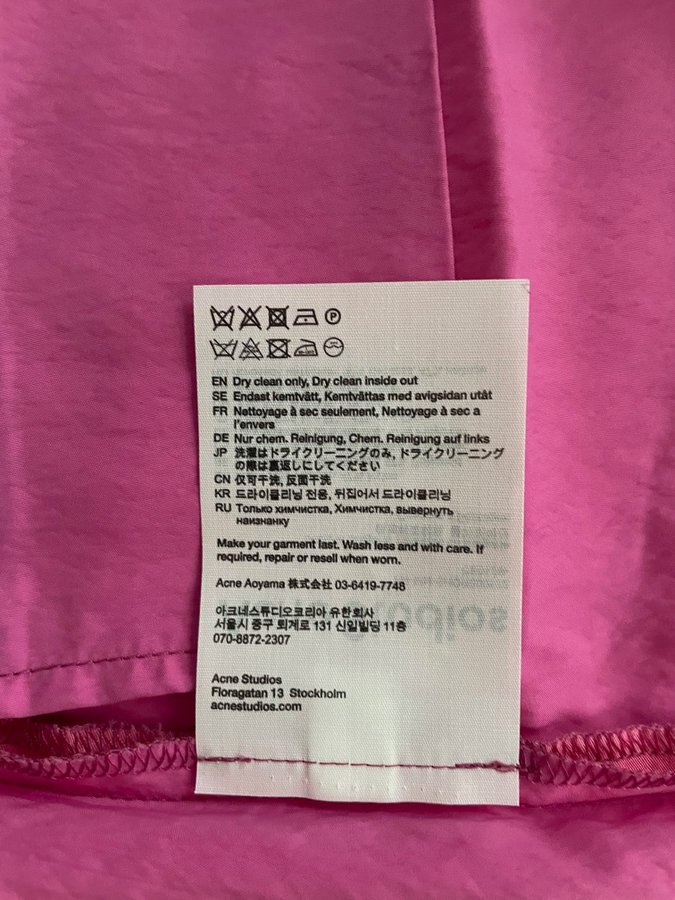 P
EN Dry clean only, Dry clean inside out
SE Endast kemtvätt, Kemtvättas med avigsidan utåt
FR Nettoyage à sec seulement, Nettoyage à sec a
l'envers
DE Nur chem. Reinigung, Chem. Reinigung auf links
JP 洗濯はドライクリーニングのみ, ドライクリーニング
の際は裏返しにしてください
CN 仅可干洗, 反面干洗
KR 드라이클리닝 전용, 뒤집어서 드라이클리닝
RU Только химчистка, Химчистка, вывернуть
наизнанку
Make your garment last. Wash less and with care. If
required, repair or resell when worn.
Acne Aoyama 株式会社 03-6419-7748
아크네스튜디오코리아 유한회사
서울시 중구 퇴계로 131 신일빌딩 11층
070-8872-2307
Acne Studios
Floragatan 13 Stockholm
acnestudios.com